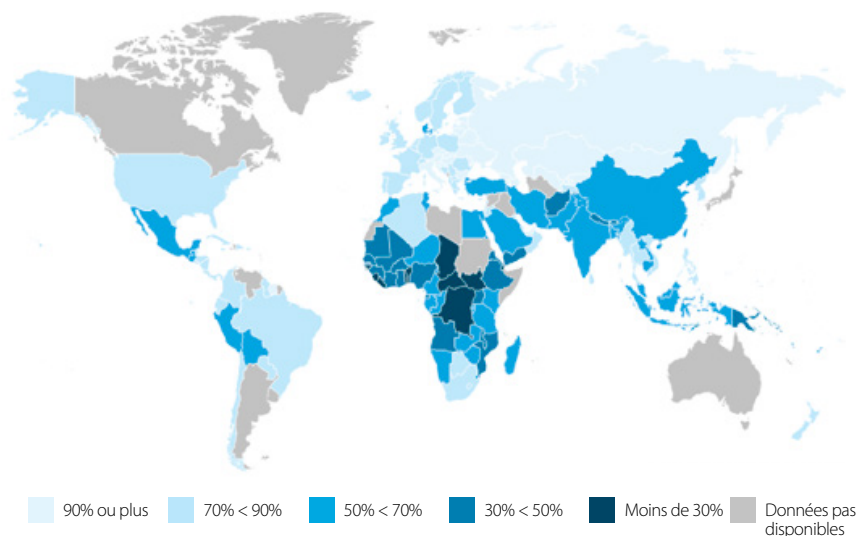 90% ou plus
70% < 90%
50% < 70%
30% < 50%
Moins de 30%
Données pas
disponibles